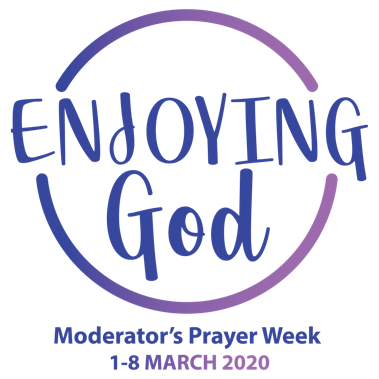 ENJOYING
God
Moderator's Prayer Week
1-8 MARCH 2020